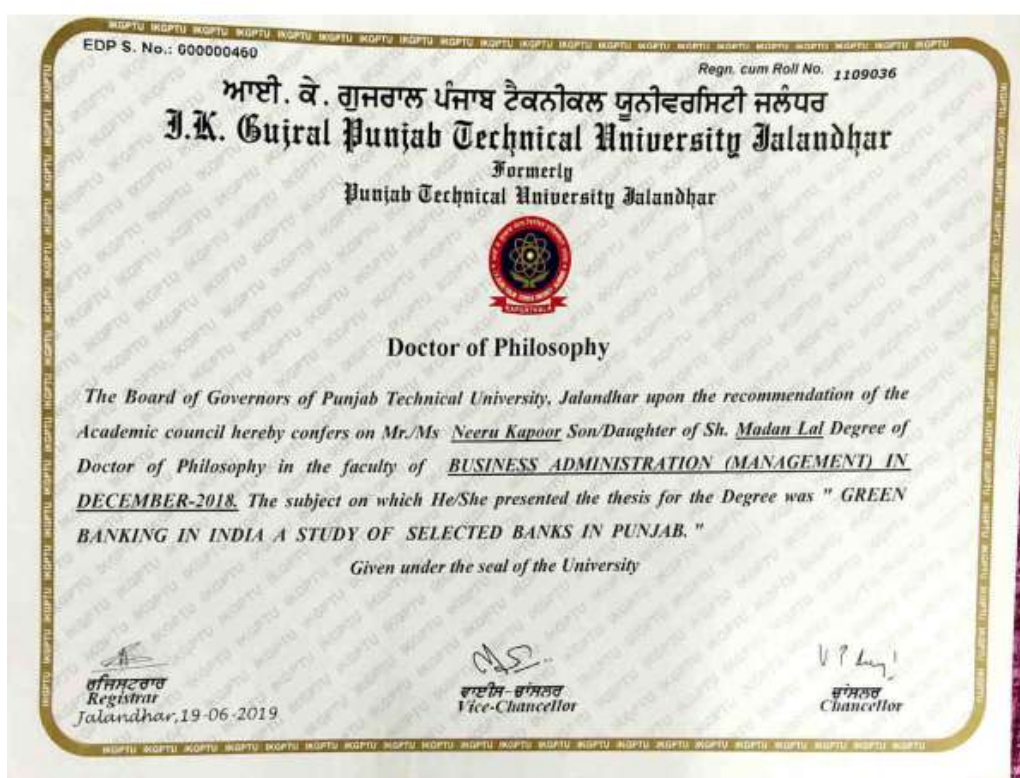 EDP S. No.: G00000460
Regn. cum Roll No. 1109036
ਆਈ. ਕੇ. ਗੁਜਰਾਲ ਪੰਜਾਬ ਟੈਕਨੀਕਲ ਯੂਨੀਵਰਸਿਟੀ ਜਲੰਧਰ
I.K. Gujral Punjab Technical University Jalandhar
Formerly
Punjab Technical University Jalandhar
KAPURTHALA
Doctor of Philosophy
The Board of Governors of Punjab Technical University, Jalandhar upon the recommendation of the
Academic council hereby confers on Mr./Ms Neeru Kapoor Son/Daughter of Sh. Madan Lal Degree of
Doctor of Philosophy in the faculty of BUSINESS ADMINISTRATION (MANAGEMENT) IN
DECEMBER-2018. The subject on which He/She presented the thesis for the Degree was " GREEN
BANKING IN INDIA A STUDY OF SELECTED BANKS IN PUNJAB. "
Given under the seal of the University
ਰਜਿਸਟਰਾਰ
Registrar
Jalandhar,19-06-2019
ਵਾਈਸ-ਚਾਂਸਲਰ
Vice-Chancellor
ਚਾਂਸਲਰ
Chancellor